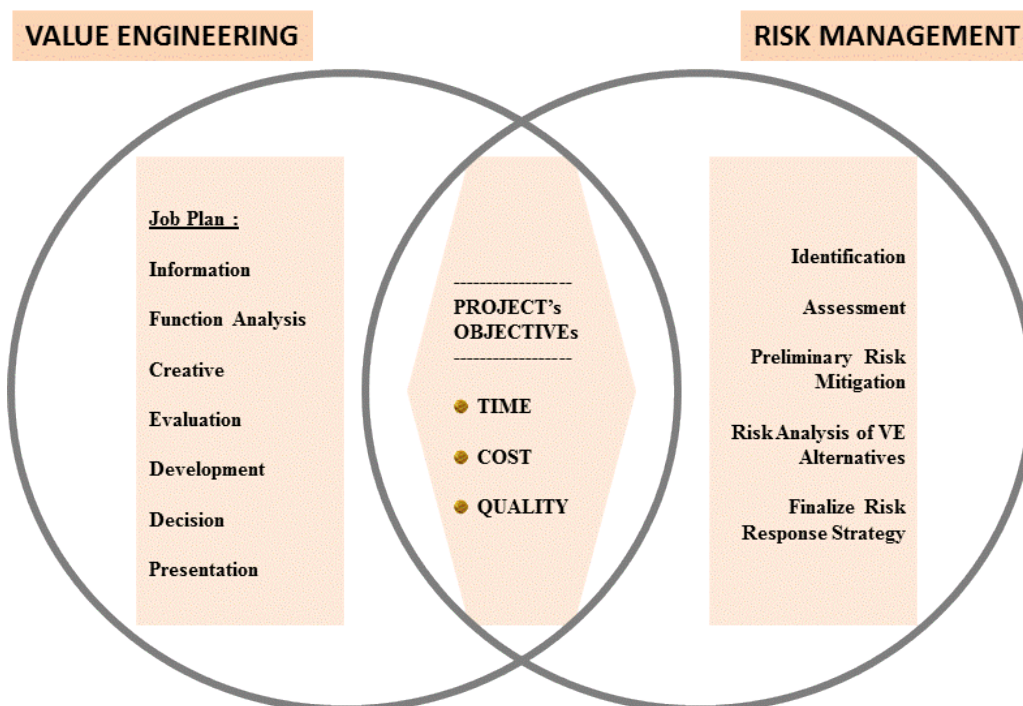 VALUE ENGINEERING
RISK MANAGEMENT
Job Plan :
Information
Function Analysis
Creative
Evaluation
Development
Decision
Presentation
------------------
PROJECT’s
OBJECTIVEs
------------------
TIME
COST
QUALITY
Identification
Assessment
Preliminary Risk
Mitigation
Risk Analysis of VE
Alternatives
Finalize Risk
Response Strategy